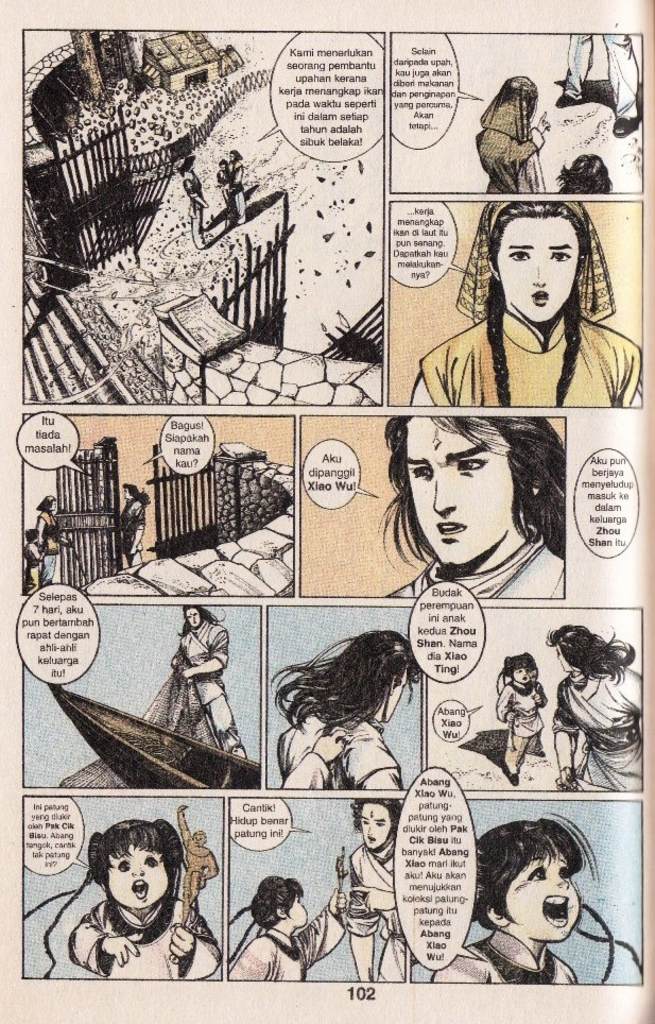 Kami menerlukan
seorang pembantu
upahan kerana
kerja menangkap ikan
pada waktu seperti
ini dalam setiap
tahun adalah
sibuk belaka!
Selain
daripada upah,
kau juga akan
diberi makanan
dan penginapan
yang percuma.
Akan
tetapi...
...kerja
menangkap
ikan di laut itu
pun senang.
Dapatkah kau
melakukan-
nya?
Itu
tiada
masalah!
Bagus!
Siapakah
nama
kau?
Aku
dipanggil
Xiao Wu!
Aku pun
berjaya
menyeludup
masuk ke
dalam
keluarga
Zhou
Shan itu
Selepas
7 hari, aku
pun bertambah
rapat dengan
ahli-ahli
keluarga
itu!
Budak
perempuan
ini anak
kedua Zhou
Shan. Nama
dia Xiao
Ting!
Abang
Xiao
Wu!
Ini patung
yang diukir
oleh Pak Cik
Bisu. Abang
tengok, cantik
tak patung
ini?
Cantik!
Hidup benar
patung ini!
Abang
Xiao Wu,
patung-
patung yang
diukir oleh
Pak Cik
Bisu itu
banyak! Abang
Xiao mari ikut
aku! Aku akan
menujukkan
koleksi patung-
patung itu
kepada
Abang
Xiao
Wu!
102